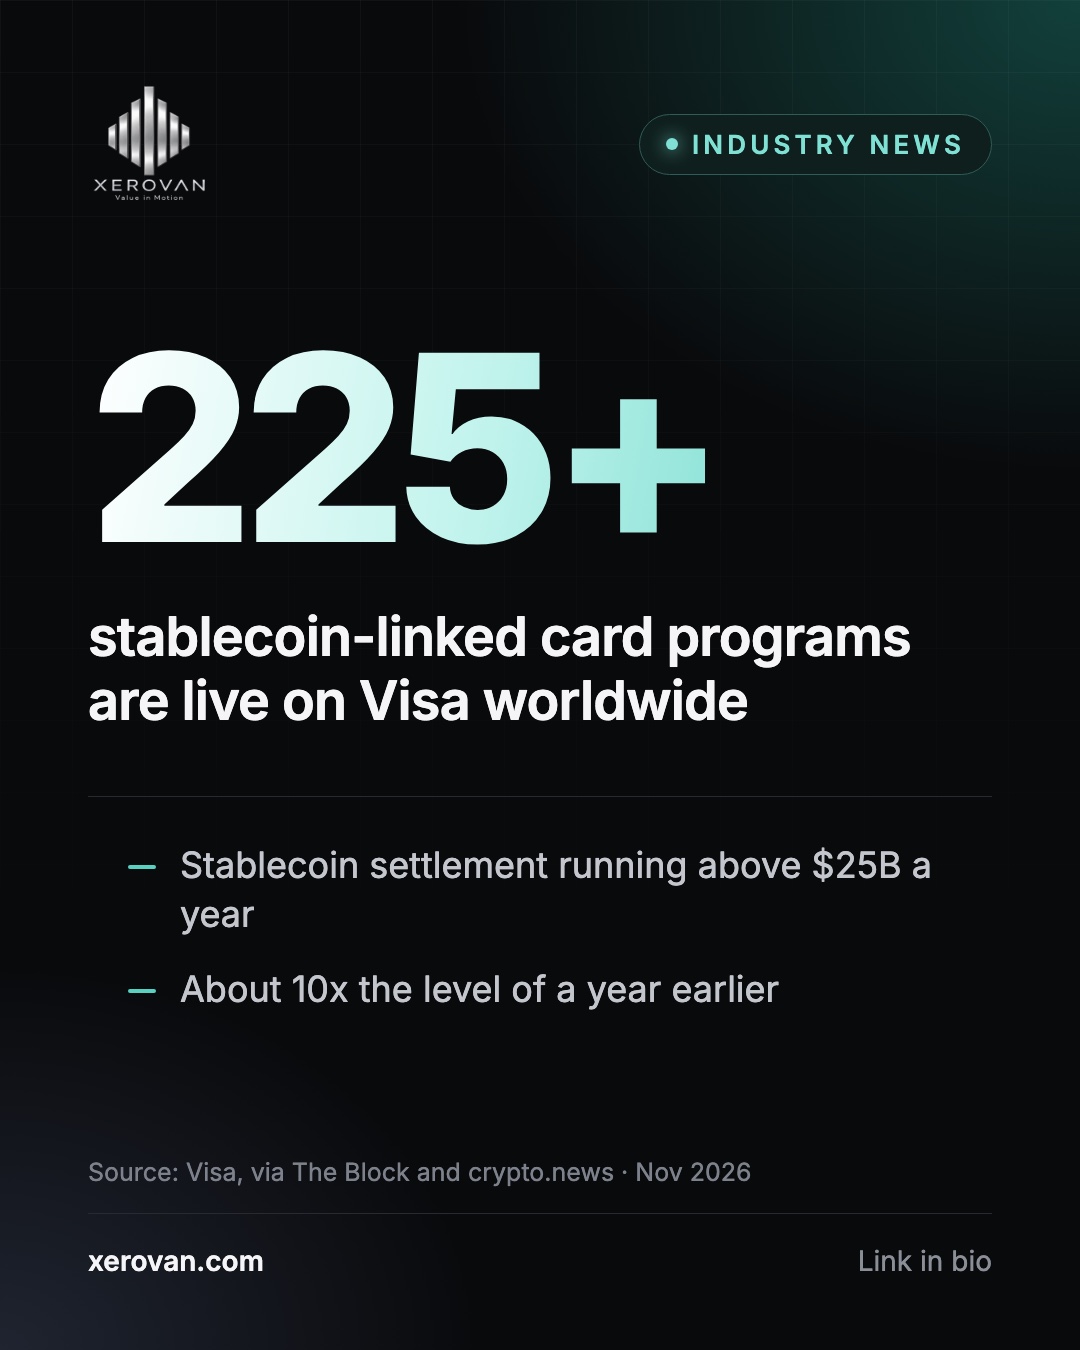 XEROVAN
Value in Motion
INDUSTRY NEWS
225+
stablecoin-linked card programs
are live on Visa worldwide
Stablecoin settlement running above $25B a
year
About 10x the level of a year earlier
Source: Visa, via The Block and crypto.news · Nov 2026
xerovan.com
Link in bio